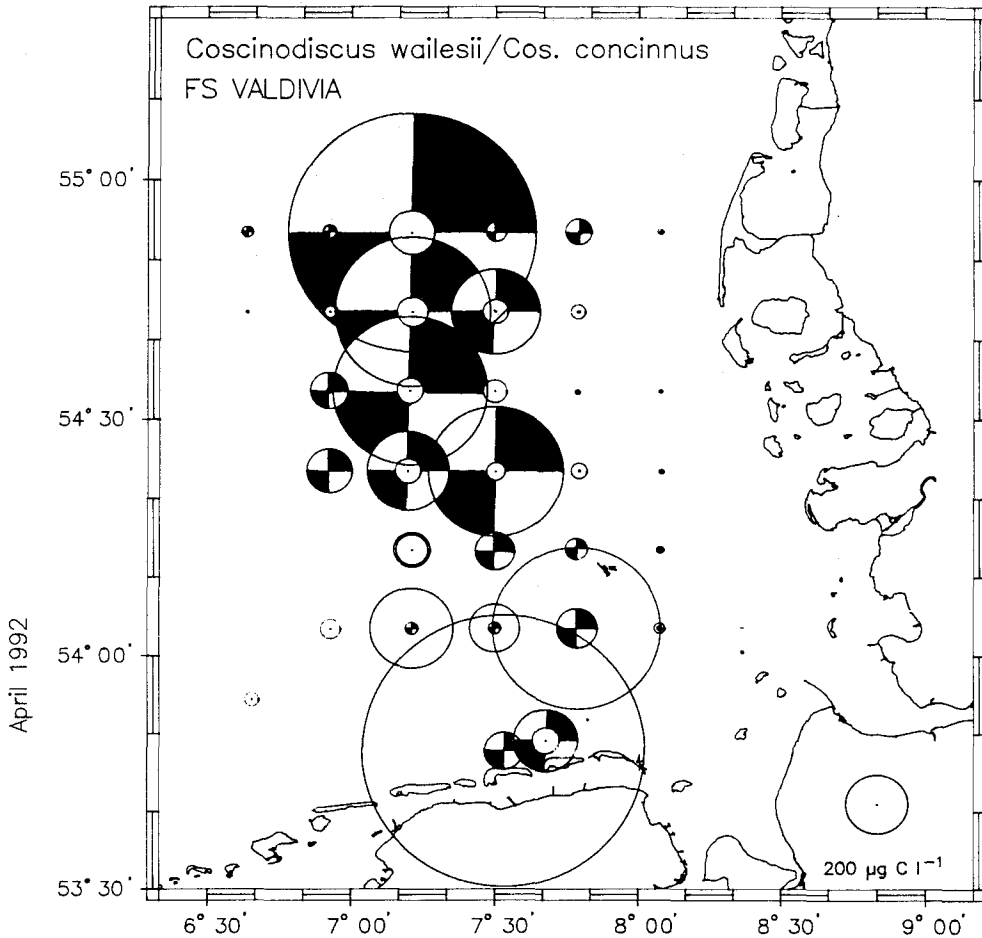 Coscinodiscus wailesii/Cos. concinnus
FS VALDIVIA
55° 00'
54° 30'
54° 00'
53° 30'
April 1992
200 µg C l⁻¹
6° 30' 7° 00' 7° 30' 8° 00' 8° 30' 9° 00'